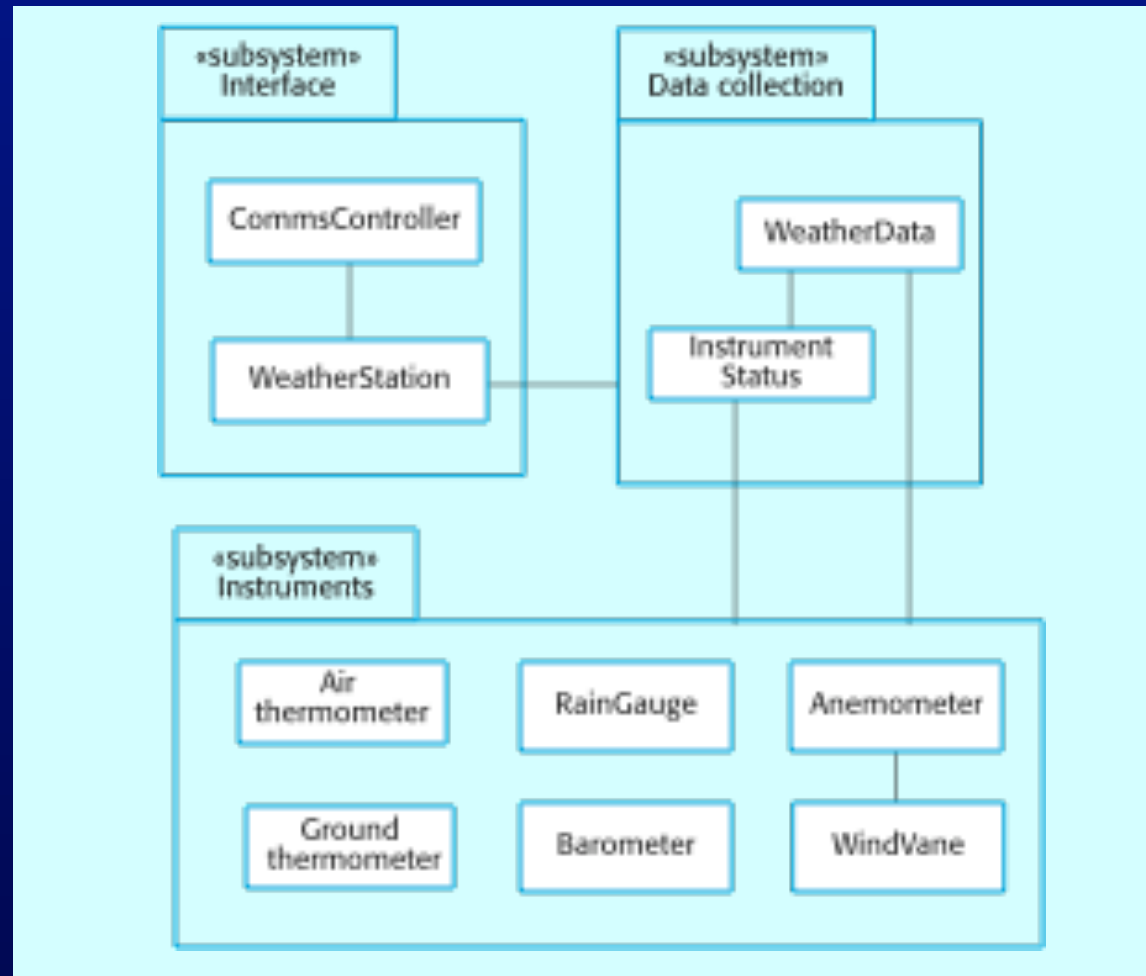 «subsystem»
Interface
«subsystem»
Data collection
CommsController
WeatherData
WeatherStation
Instrument
Status
«subsystem»
Instruments
Air
thermometer
RainGauge
Anemometer
Ground
thermometer
Barometer
WindVane